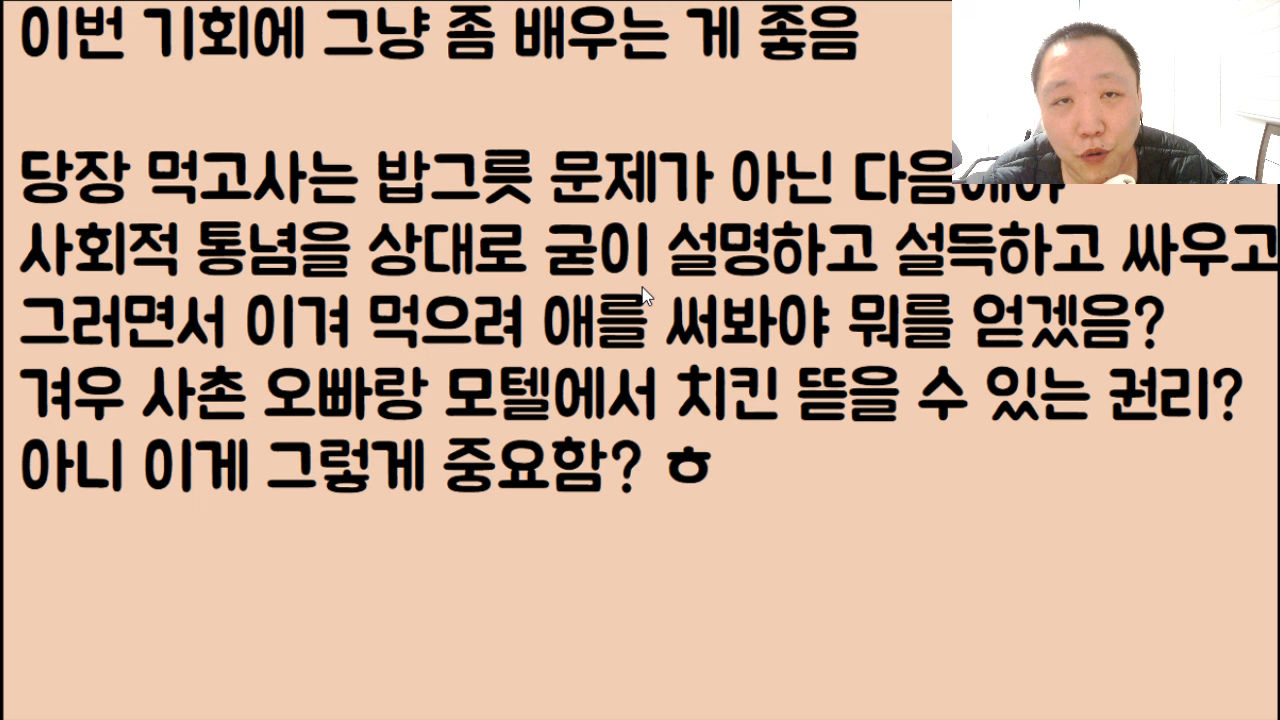 이번 기회에 그냥 좀 배우는 게 좋음
당장 먹고사는 밥그릇 문제가 아닌 다음에야
사회적 통념을 상대로 굳이 설명하고 설득하고 싸우고
그러면서 이겨 먹으려 애를 써봐야 뭐를 얻겠음?
겨우 사촌 오빠랑 모텔에서 치킨 뜯을 수 있는 권리?
아니 이게 그렇게 중요함? ㅎ